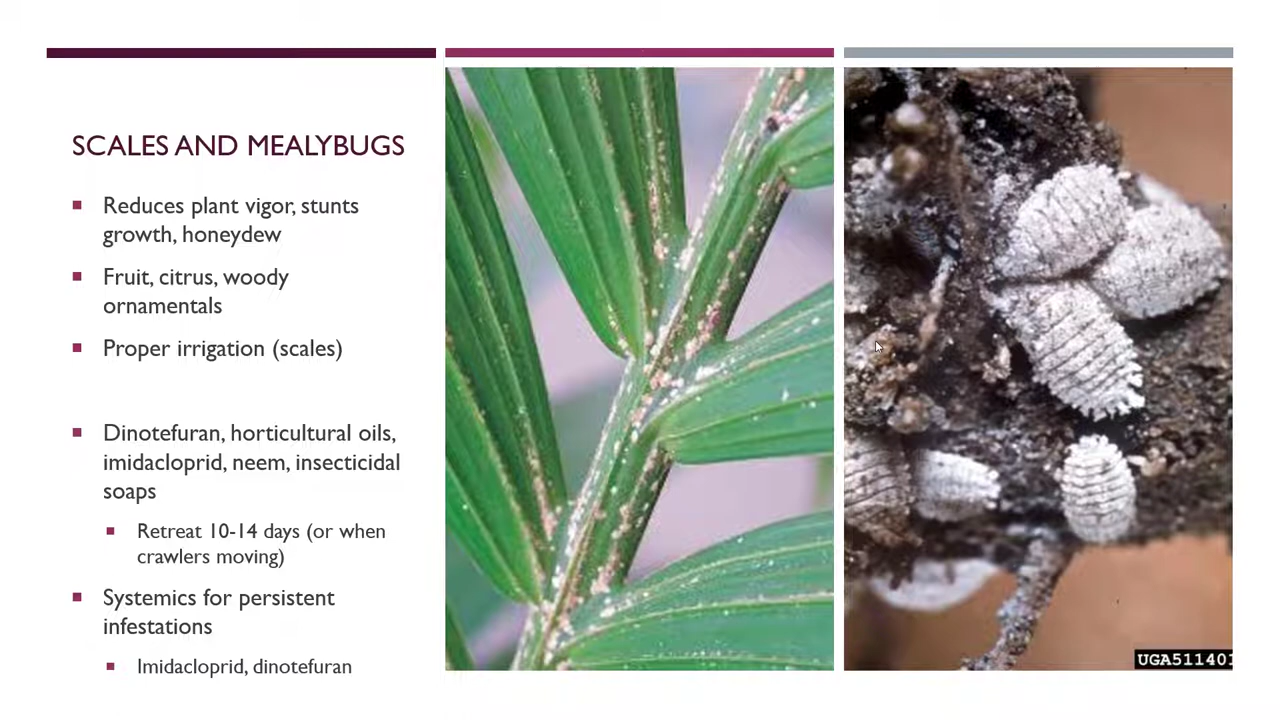 SCALES AND MEALYBUGS
Reduces plant vigor, stunts
growth, honeydew
Fruit, citrus, woody
ornamentals
Proper irrigation (scales)
Dinotefuran, horticultural oils,
imidacloprid, neem, insecticidal
soaps
Retreat 10-14 days (or when
crawlers moving)
Systemics for persistent
infestations
Imidacloprid, dinotefuran
UGA511401